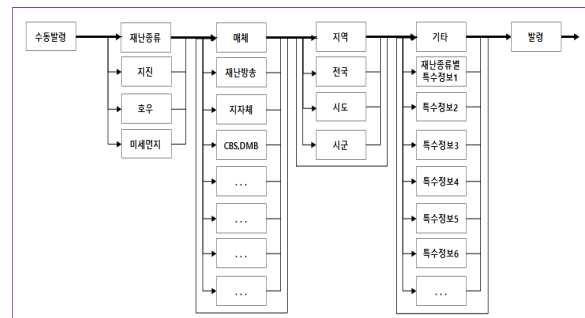 수동발령
재난종류
지진
호우
미세먼지
매체
재난방송
지자체
CBS,DMB
...
...
...
...
지역
전국
시도
시군
기타
재난종류별
특수정보1
특수정보2
특수정보3
특수정보4
특수정보5
특수정보6
...
발령